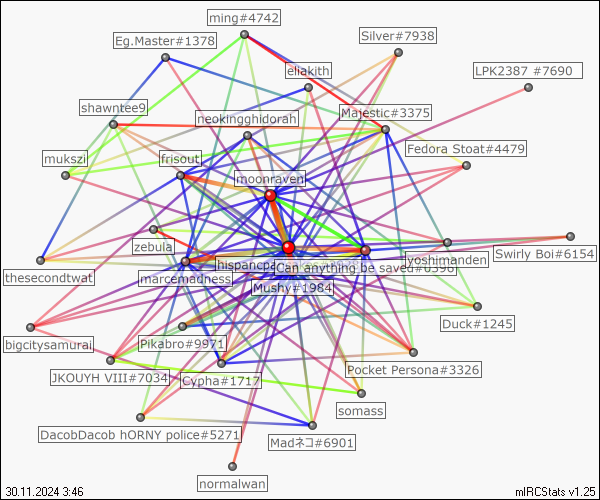 ming#4742
Silver#7938
Eg.Master#1378
eliakith
LPK2387 #7690
shawntee9
neokingghidorah
Majestic#3375
Fedora Stoat#4479
mukszi
frisout
moonraven
zebula
yoshimanden
Swirly Boi#6154
hispancpa
Can anything be saved#0398
thesecondtwat
marcemadness
Mushy#1984
Duck#1245
bigcitysamurai
Pikabro#9971
Pocket Persona#3326
JKOUYH VIII#7034
Cypha#1717
somass
DacobDacob hORNY police#5271
Madネコ#6901
normalwan
30.11.2024 3:46
mIRCStats v1.25